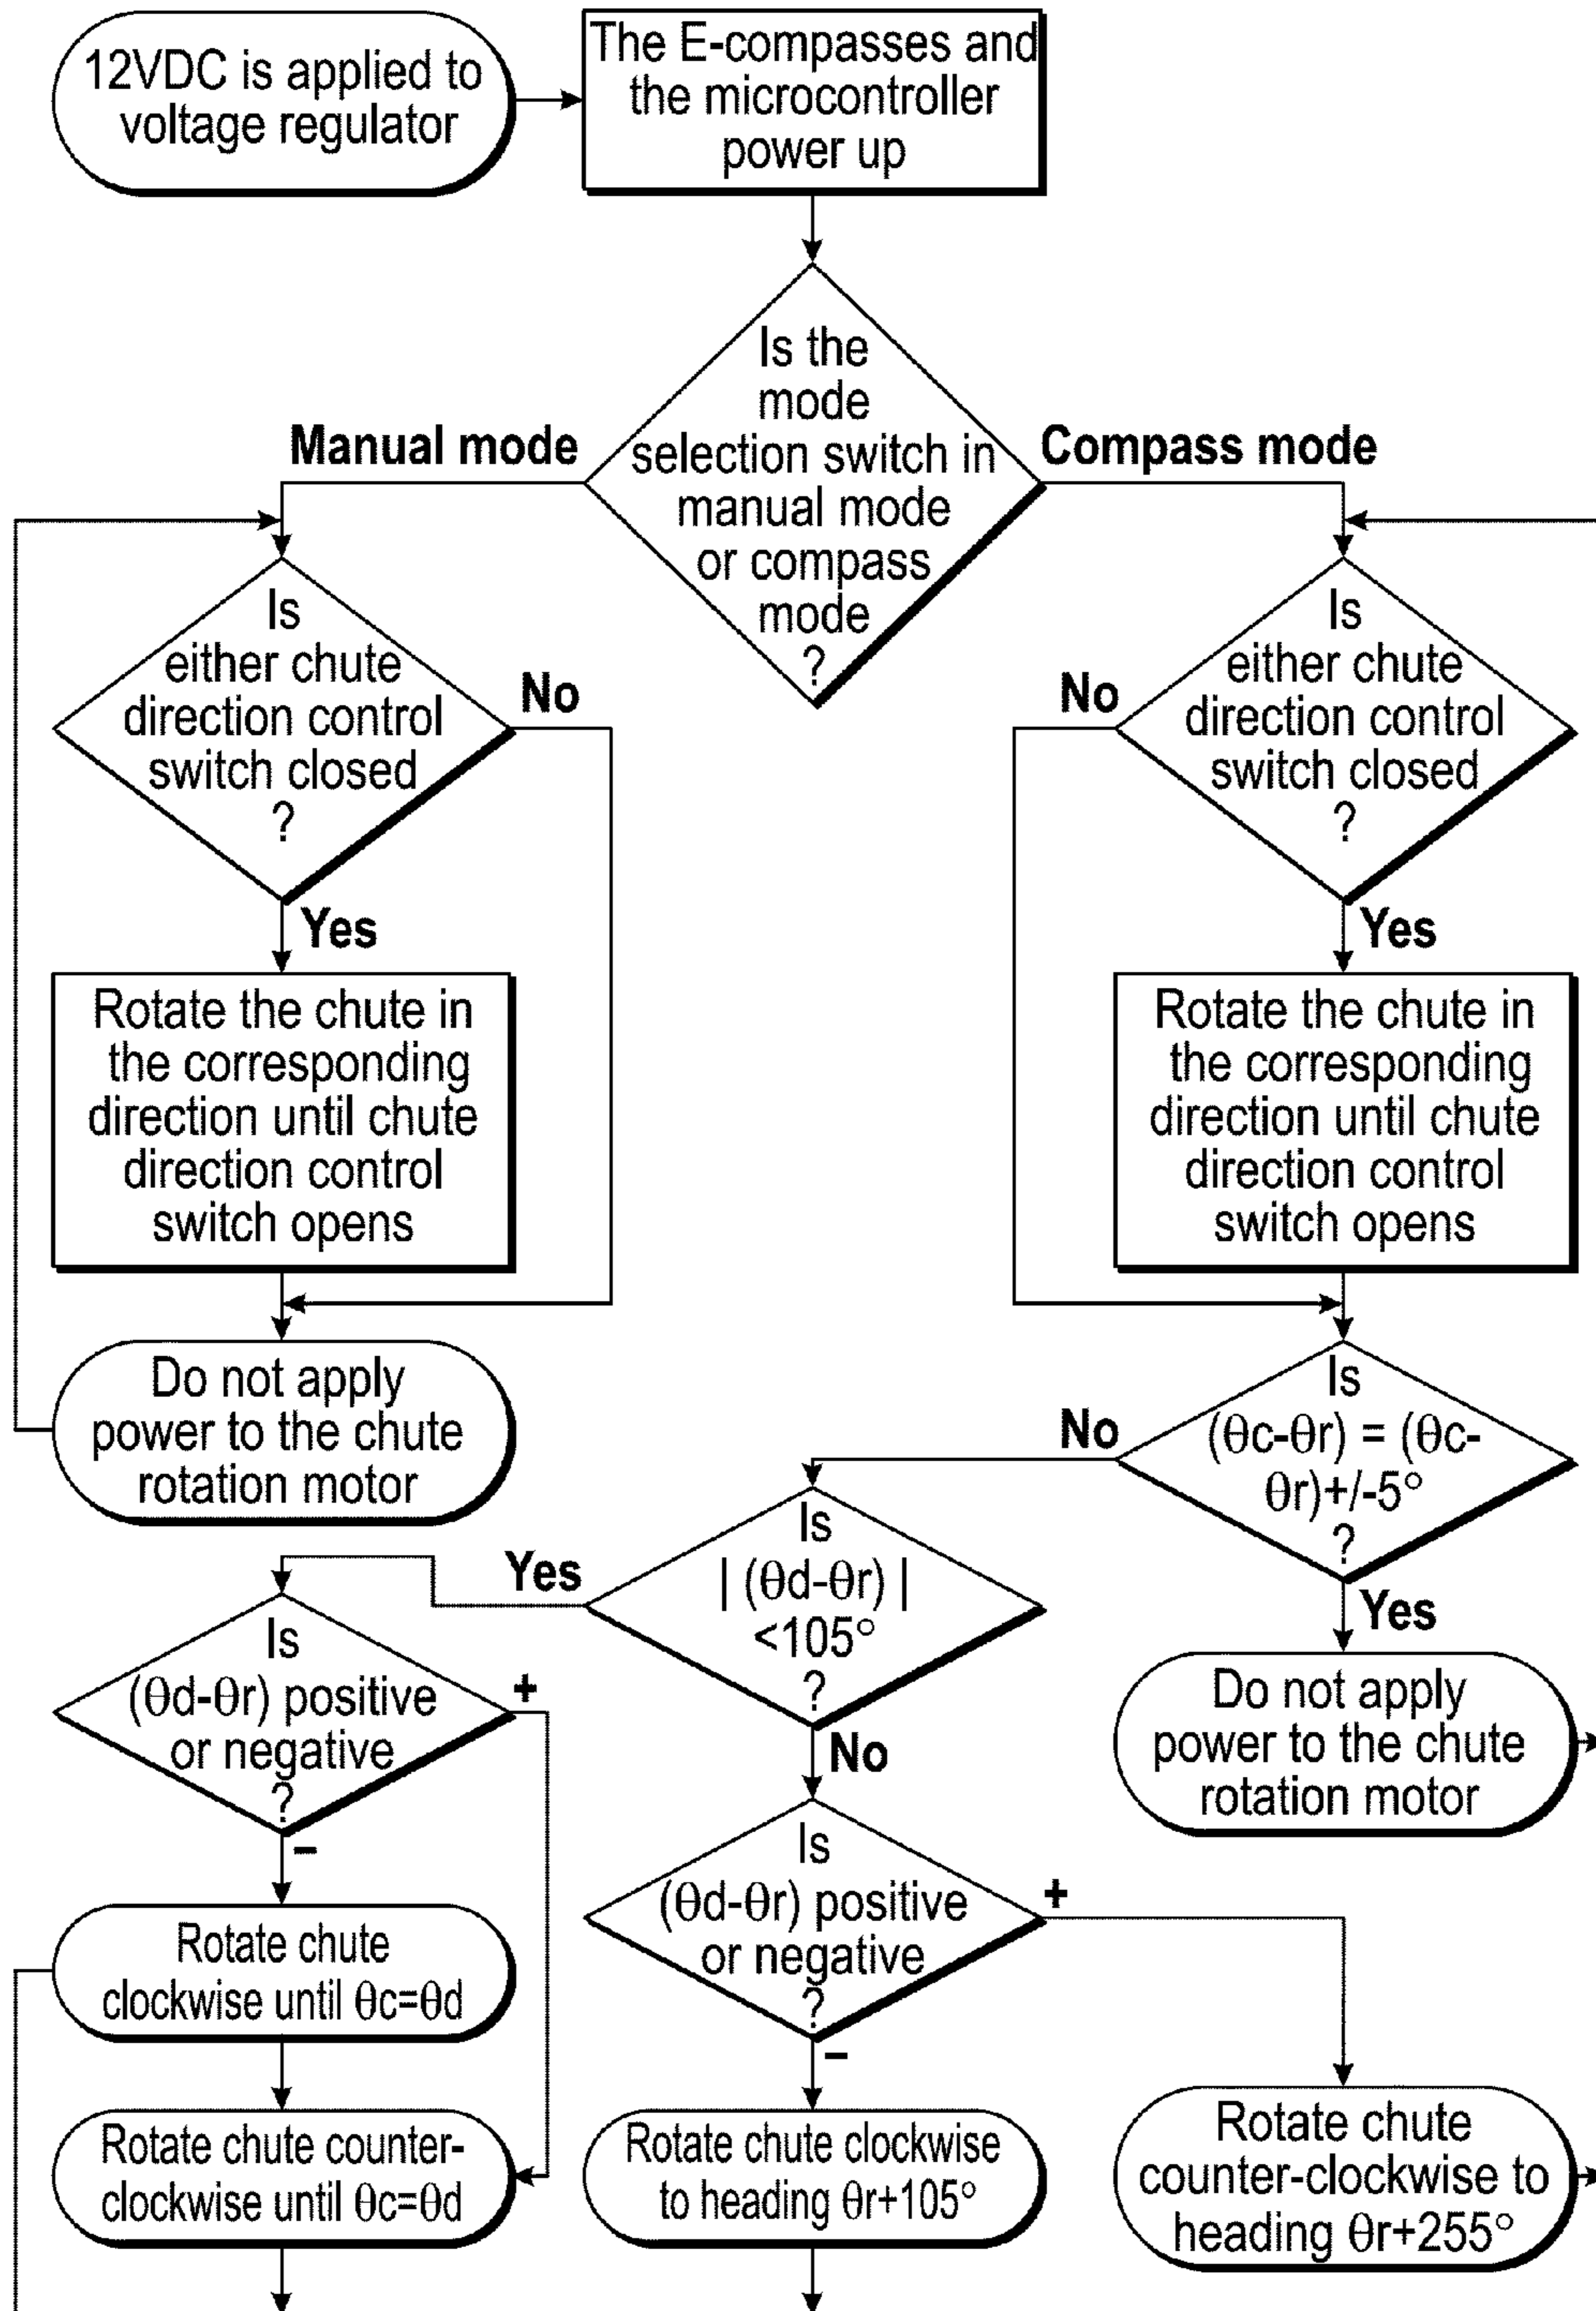 12VDC is applied to
voltage regulator
The E-compasses and
the microcontroller
power up
Is the
mode
selection switch in
manual mode
or compass
mode
?
Manual mode
Compass mode
Is
either chute
direction control
switch closed
?
No
Yes
Rotate the chute in
the corresponding
direction until chute
direction control
switch opens
Do not apply
power to the chute
rotation motor
Is
either chute
direction control
switch closed
?
No
Yes
Rotate the chute in
the corresponding
direction until chute
direction control
switch opens
Is
(θc-θr) = (θc-
θr)+/-5°
?
No
Yes
Do not apply
power to the chute
rotation motor
Is
| (θd-θr) |
<105°
?
Yes
No
Is
(θd-θr) positive
or negative
?
+
–
Rotate chute
clockwise until θc=θd
Rotate chute counter-
clockwise until θc=θd
Is
(θd-θr) positive
or negative
?
+
–
Rotate chute clockwise
to heading θr+105°
Rotate chute
counter-clockwise to
heading θr+255°